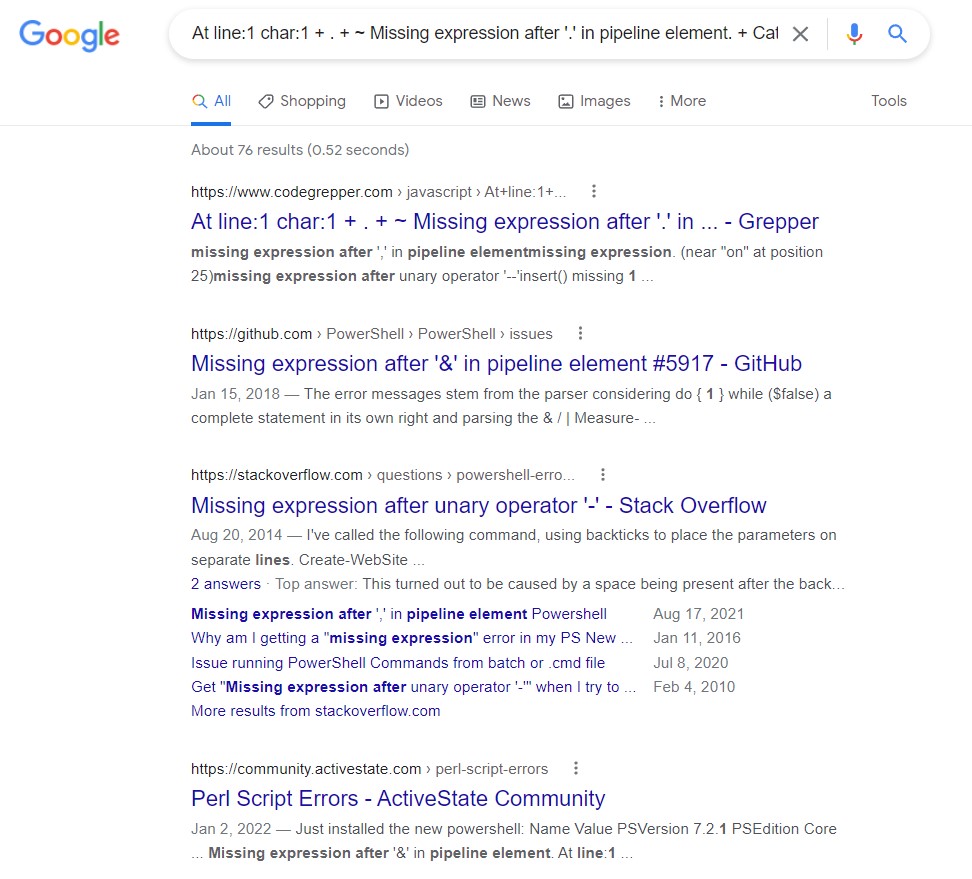 Google
At line:1 char:1 + . + ~ Missing expression after '.' in pipeline element. + Cat
All Shopping Videos News Images More Tools
About 76 results (0.52 seconds)
https://www.codegrepper.com › javascript › At+line:1+...
At line:1 char:1 + . + ~ Missing expression after '.' in ... - Grepper
missing expression after ',' in pipeline elementmissing expression. (near "on" at position
25)missing expression after unary operator '--'insert() missing 1 ...
https://github.com › PowerShell › PowerShell › issues
Missing expression after '&' in pipeline element #5917 - GitHub
Jan 15, 2018 — The error messages stem from the parser considering do { 1 } while ($false) a
complete statement in its own right and parsing the & / | Measure- ...
https://stackoverflow.com › questions › powershell-erro...
Missing expression after unary operator '-' - Stack Overflow
Aug 20, 2014 — I've called the following command, using backticks to place the parameters on
separate lines. Create-WebSite ...
2 answers · Top answer: This turned out to be caused by a space being present after the back...
Missing expression after ',' in pipeline element Powershell Aug 17, 2021
Why am I getting a "missing expression" error in my PS New ... Jan 11, 2016
Issue running PowerShell Commands from batch or .cmd file Jul 8, 2020
Get "Missing expression after unary operator '-'" when I try to ... Feb 4, 2010
More results from stackoverflow.com
https://community.activestate.com › perl-script-errors
Perl Script Errors - ActiveState Community
Jan 2, 2022 — Just installed the new powershell: Name Value PSVersion 7.2.1 PSEdition Core
... Missing expression after '&' in pipeline element. At line:1 ...